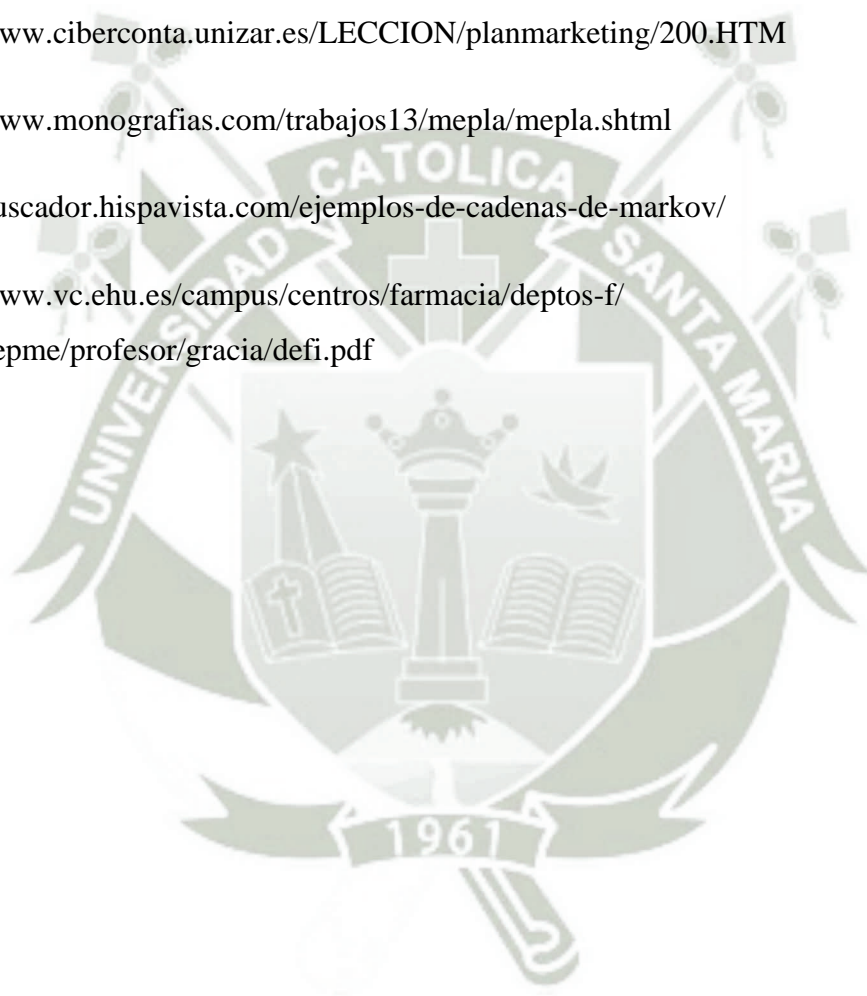 ww.ciberconta.unizar.es/LECCION/planmarketing/200.HTM
ww.monografias.com/trabajos13/mepla/mepla.shtml
uscador.hispavista.com/ejemplos-de-cadenas-de-markov/
ww.vc.ehu.es/campus/centros/farmacia/deptos-f/
epme/profesor/gracia/defi.pdf
UNIVERSIDAD CATOLICA SANTA MARIA
1961